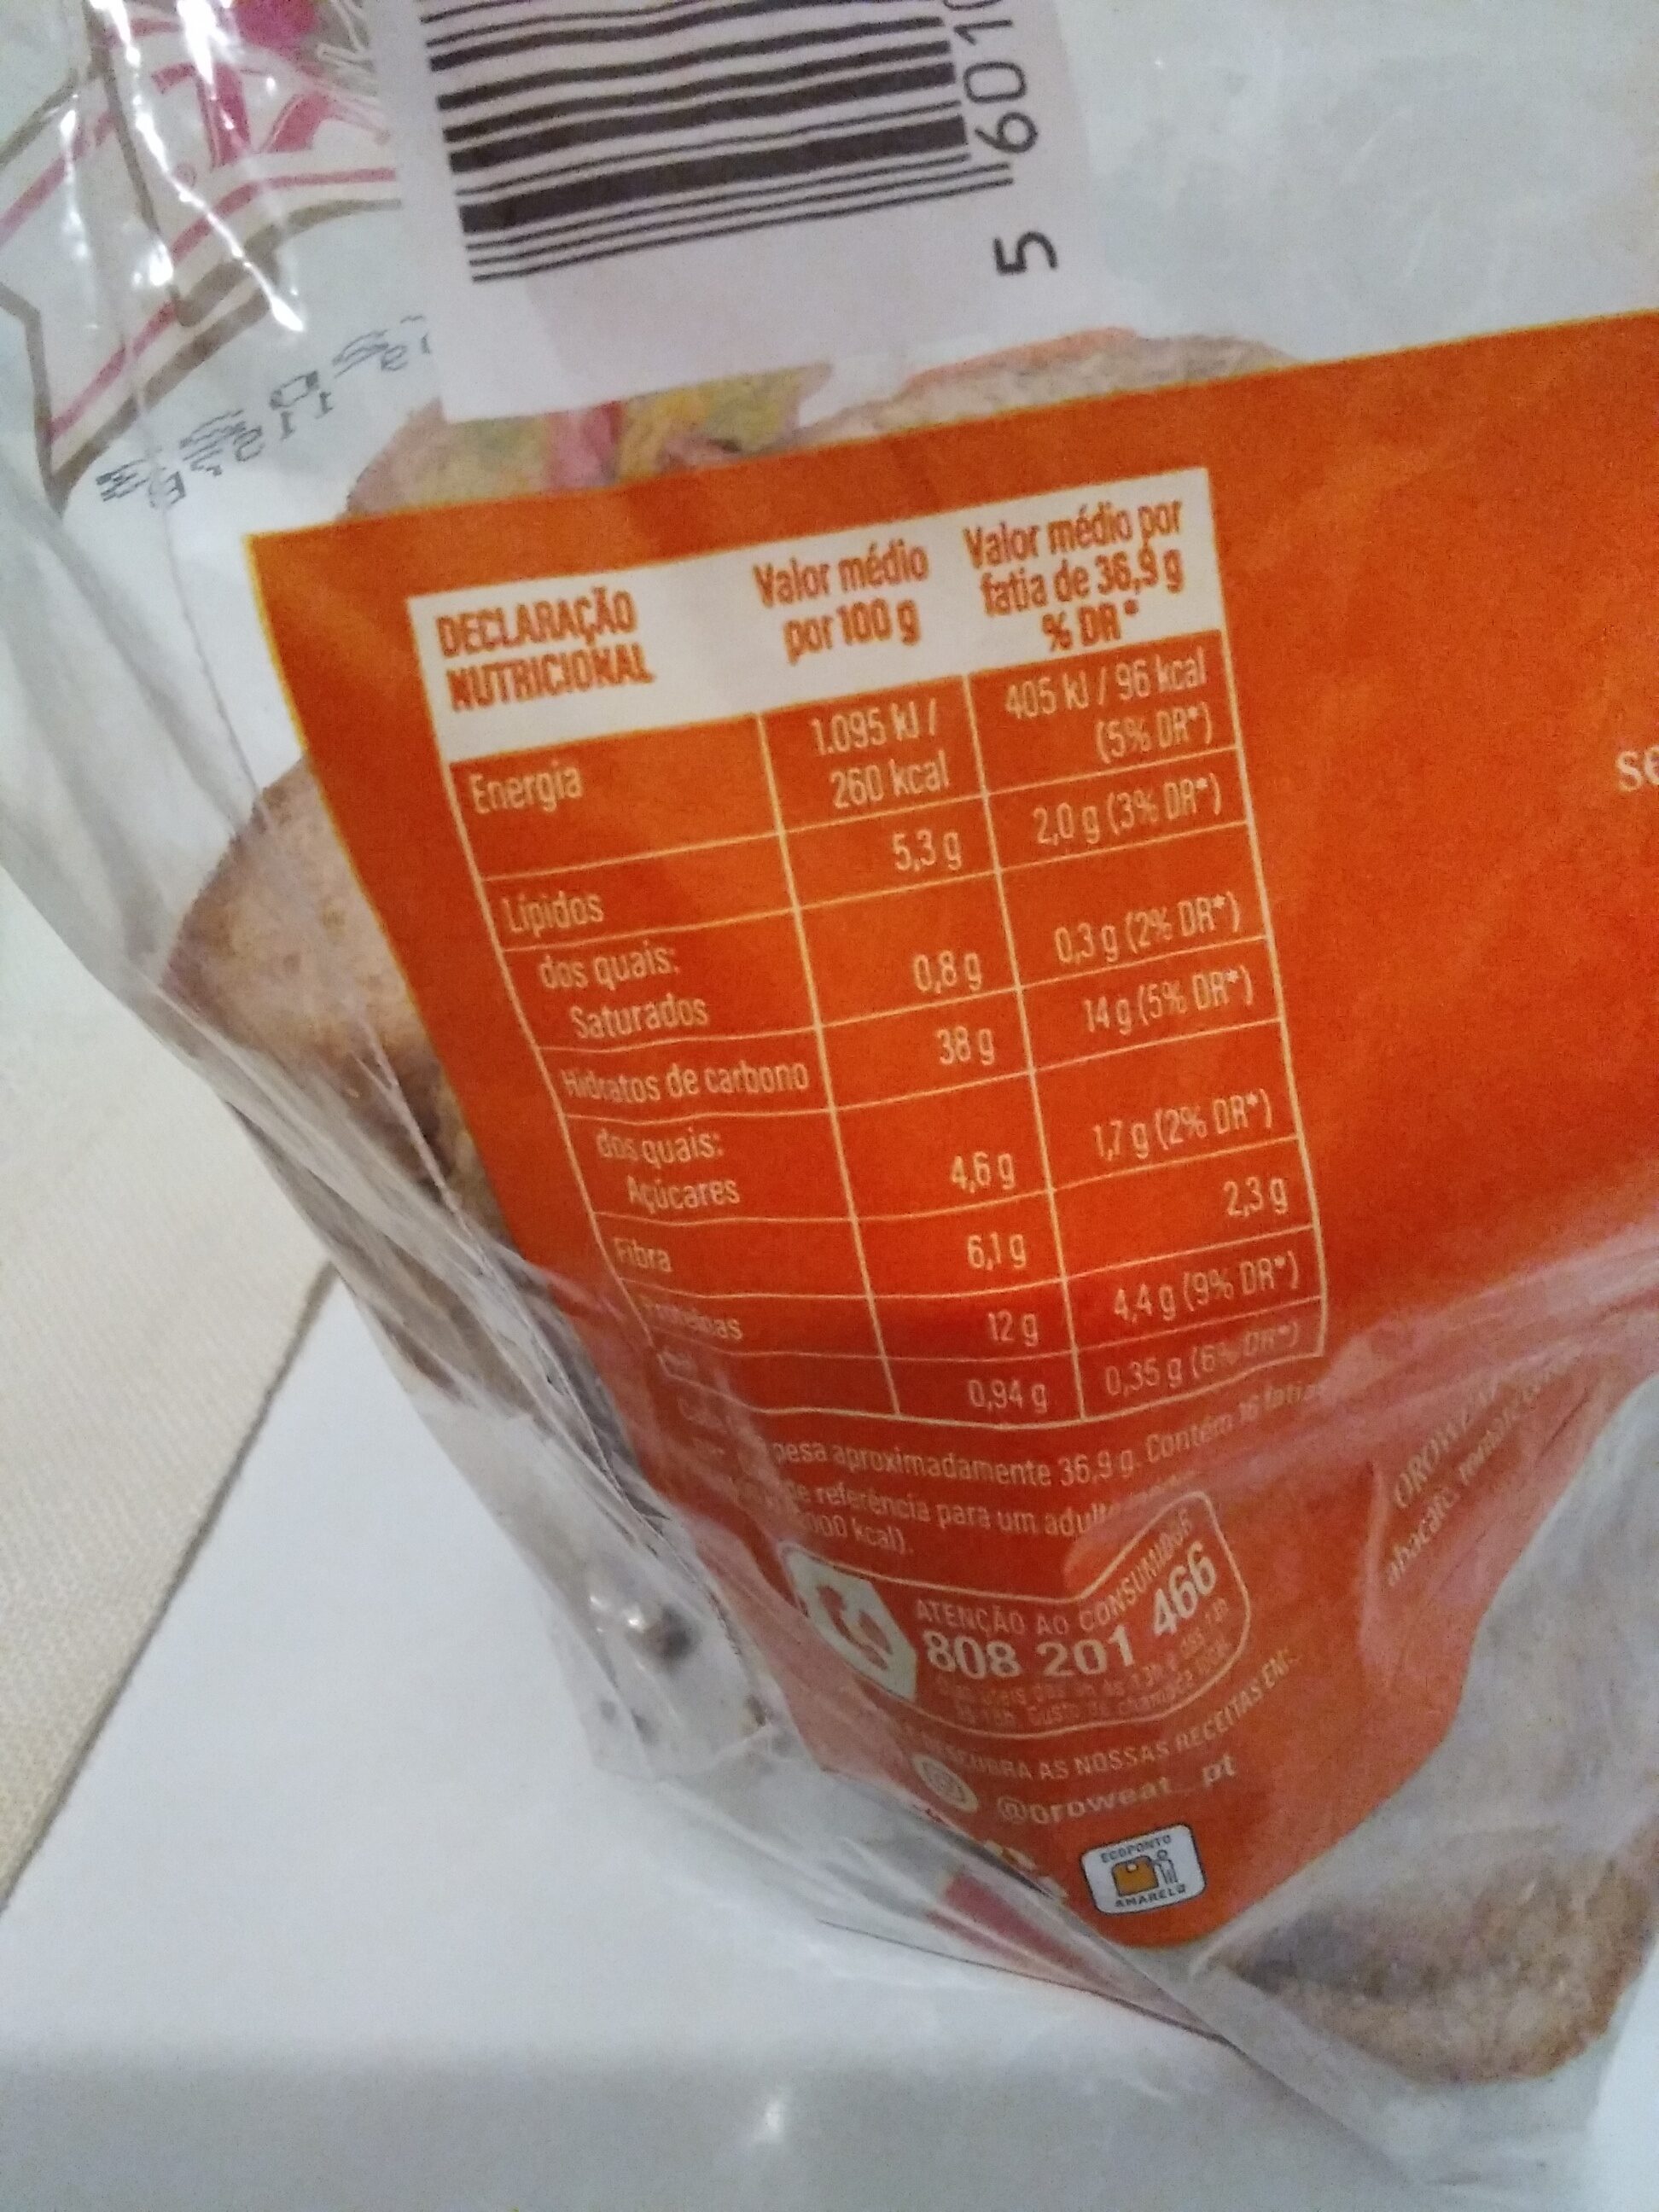 5 6010
DECLARAÇÃO
NUTRICIONAL
Valor médio
por 100 g
Valor médio por
fatia de 36,9 g
% DR*
Energia
1.095 kJ /
260 kcal
405 kJ / 96 kcal
(5% DR*)
Lípidos
5,3 g
2,0 g (3% DR*)
dos quais:
Saturados
0,8 g
0,3 g (2% DR*)
Hidratos de carbono
38 g
14 g (5% DR*)
dos quais:
Açúcares
4,6 g
1,7 g (2% DR*)
Fibra
6,1 g
2,3 g
12 g
4,4 g (9% DR*)
0,94 g
0,35 g (6% DR*)
pesa aproximadamente 36,9 g. Contém 16
referência para um
kcal).
ATENÇÃO AO CONSUMIDOR
808 201 466
AS NOSSAS RECEITAS EM:
@oroweat_pt
ECOPONTO
AMARELO